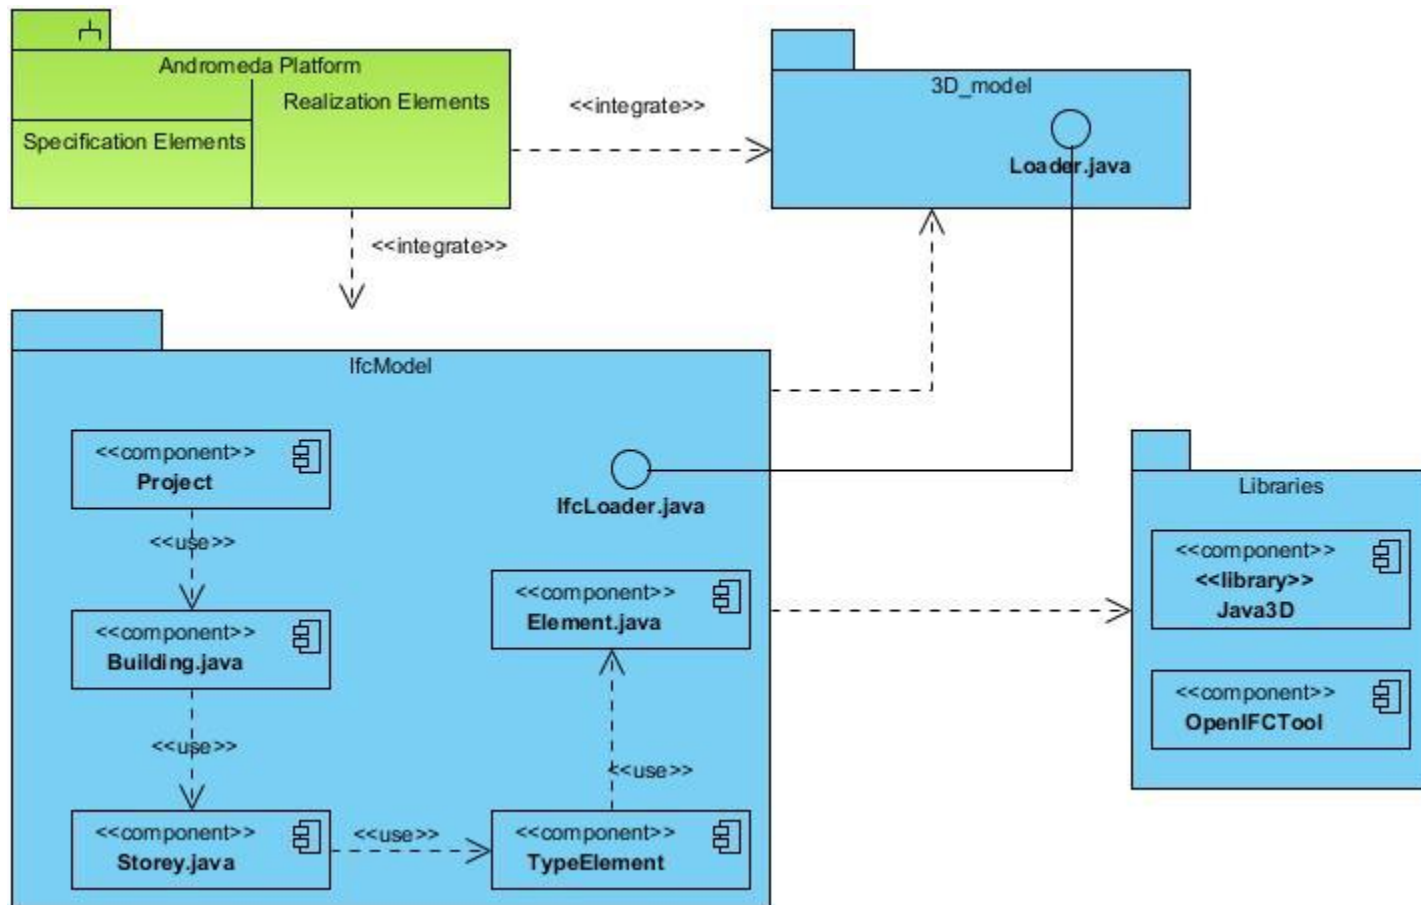 Andromeda Platform
Realization Elements
Specification Elements
<<integrate>>
3D_model
Loader.java
<<integrate>>
IfcModel
<<component>>
Project
<<use>>
<<component>>
Building.java
<<use>>
<<component>>
Storey.java
<<use>>
<<component>>
TypeElement
<<use>>
<<component>>
Element.java
IfcLoader.java
Libraries
<<component>>
<<library>>
Java3D
<<component>>
OpenIFCTool